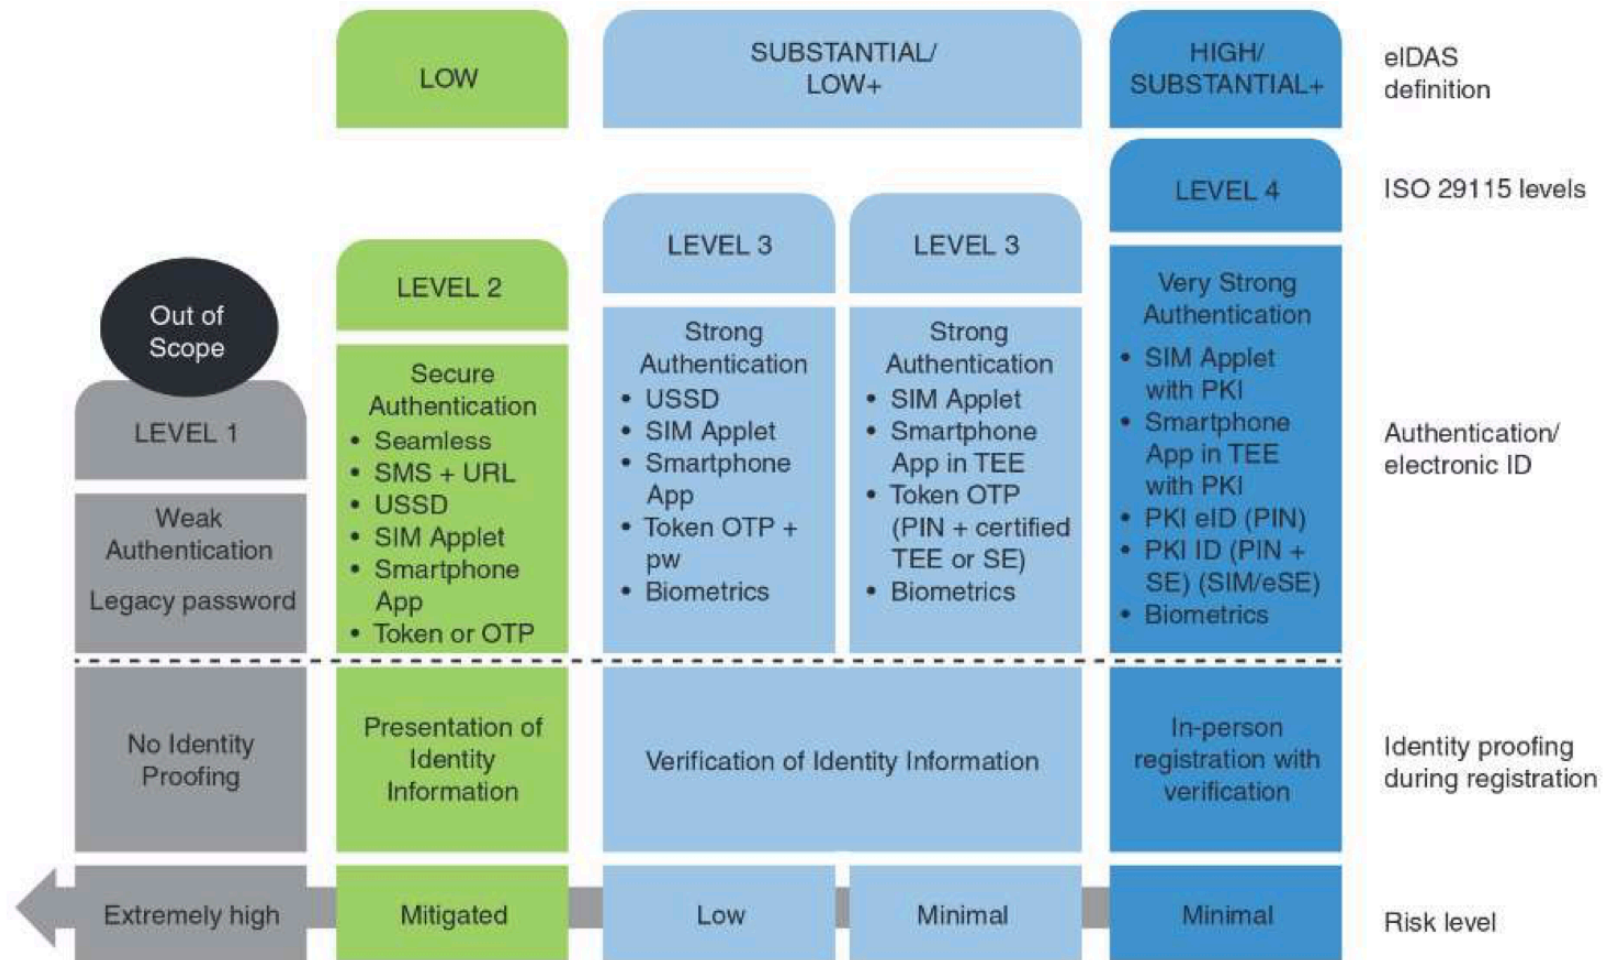 LOW
SUBSTANTIAL/
LOW+
HIGH/
SUBSTANTIAL+
eIDAS
definition
Out of
Scope
LEVEL 1
LEVEL 2
LEVEL 3
LEVEL 3
LEVEL 4
ISO 29115 levels
Weak
Authentication
Legacy password
Secure
Authentication
• Seamless
• SMS + URL
• USSD
• SIM Applet
• Smartphone
App
• Token or OTP
Strong
Authentication
• USSD
• SIM Applet
• Smartphone
App
• Token OTP +
pw
• Biometrics
Strong
Authentication
• SIM Applet
• Smartphone
App in TEE
• Token OTP
(PIN + certified
TEE or SE)
• Biometrics
Very Strong
Authentication
• SIM Applet
with PKI
• Smartphone
App in TEE
with PKI
• PKI eID (PIN)
• PKI ID (PIN +
SE) (SIM/eSE)
• Biometrics
Authentication/
electronic ID
No Identity
Proofing
Presentation of
Identity
Information
Verification of Identity Information
In-person
registration with
verification
Identity proofing
during registration
Extremely high
Mitigated
Low
Minimal
Minimal
Risk level